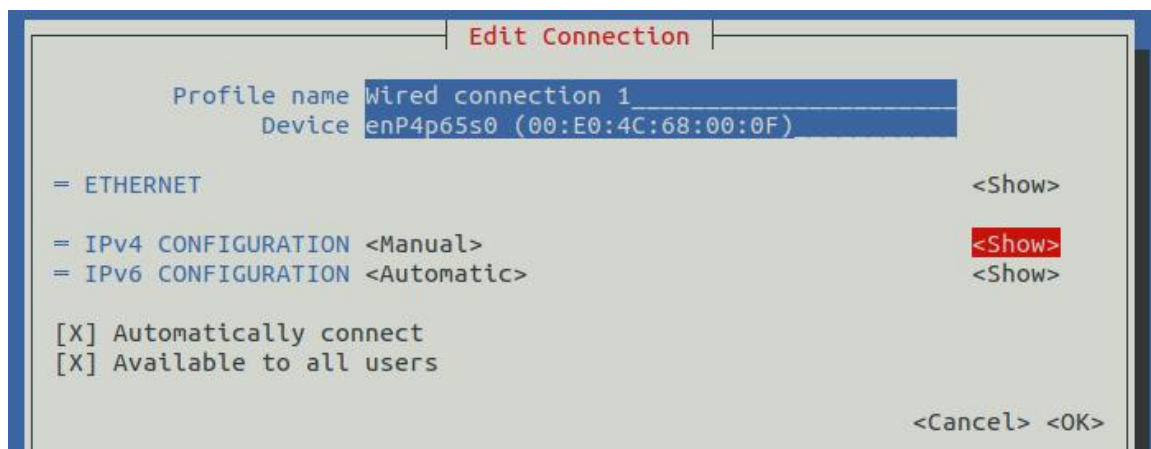 Edit Connection
Profile name Wired connection 1
Device enP4p65s0 (00:E0:4C:68:00:0F)
= ETHERNET <Show>
= IPv4 CONFIGURATION <Manual> <Show>
= IPv6 CONFIGURATION <Automatic> <Show>
[X] Automatically connect
[X] Available to all users
<Cancel> <OK>